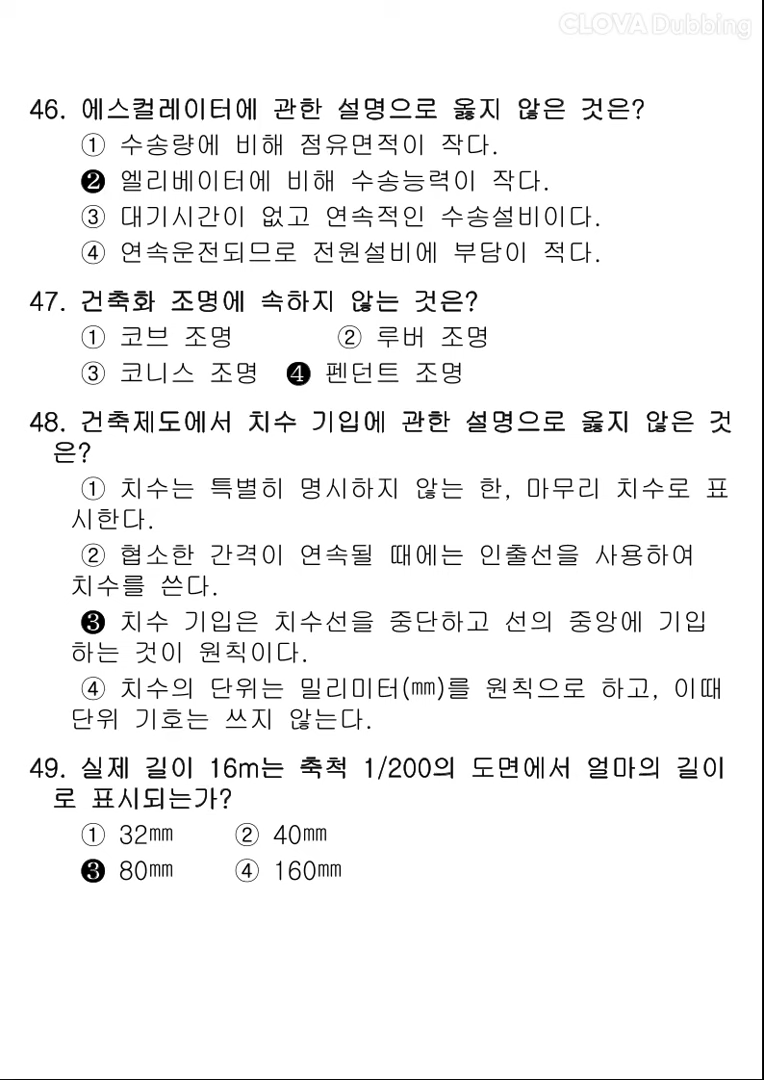 CLOVA Dubbing
46. 에스컬레이터에 관한 설명으로 옳지 않은 것은?
① 수송량에 비해 점유면적이 작다.
❷ 엘리베이터에 비해 수송능력이 작다.
③ 대기시간이 없고 연속적인 수송설비이다.
④ 연속운전되므로 전원설비에 부담이 적다.
47. 건축화 조명에 속하지 않는 것은?
① 코브 조명 ② 루버 조명
③ 코니스 조명 ❹ 펜던트 조명
48. 건축제도에서 치수 기입에 관한 설명으로 옳지 않은 것
은?
① 치수는 특별히 명시하지 않는 한, 마무리 치수로 표
시한다.
② 협소한 간격이 연속될 때에는 인출선을 사용하여
치수를 쓴다.
❸ 치수 기입은 치수선을 중단하고 선의 중앙에 기입
하는 것이 원칙이다.
④ 치수의 단위는 밀리미터(㎜)를 원칙으로 하고, 이때
단위 기호는 쓰지 않는다.
49. 실제 길이 16m는 축척 1/200의 도면에서 얼마의 길이
로 표시되는가?
① 32㎜ ② 40㎜
❸ 80㎜ ④ 160㎜